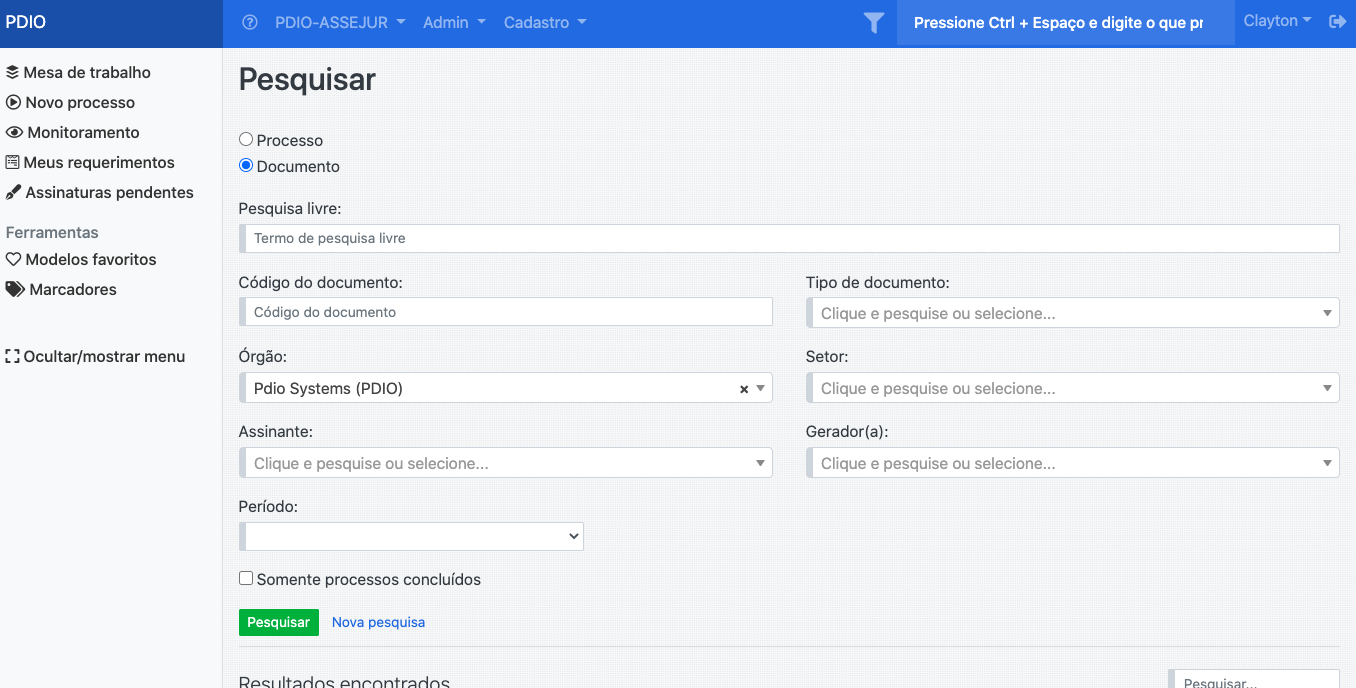 PDIO
PDIO-ASSEJUR Admin Cadastro
Pressione Ctrl + Espaço e digite o que pr
Clayton
Mesa de trabalho
Novo processo
Monitoramento
Meus requerimentos
Assinaturas pendentes
Ferramentas
Modelos favoritos
Marcadores
Ocultar/mostrar menu
Pesquisar
Processo
Documento
Pesquisa livre:
Termo de pesquisa livre
Código do documento:
Código do documento
Tipo de documento:
Clique e pesquise ou selecione...
Órgão:
Pdio Systems (PDIO) ×
Setor:
Clique e pesquise ou selecione...
Assinante:
Clique e pesquise ou selecione...
Gerador(a):
Clique e pesquise ou selecione...
Período:
Somente processos concluídos
Pesquisar Nova pesquisa
Resultados encontrados
Pesquisar...